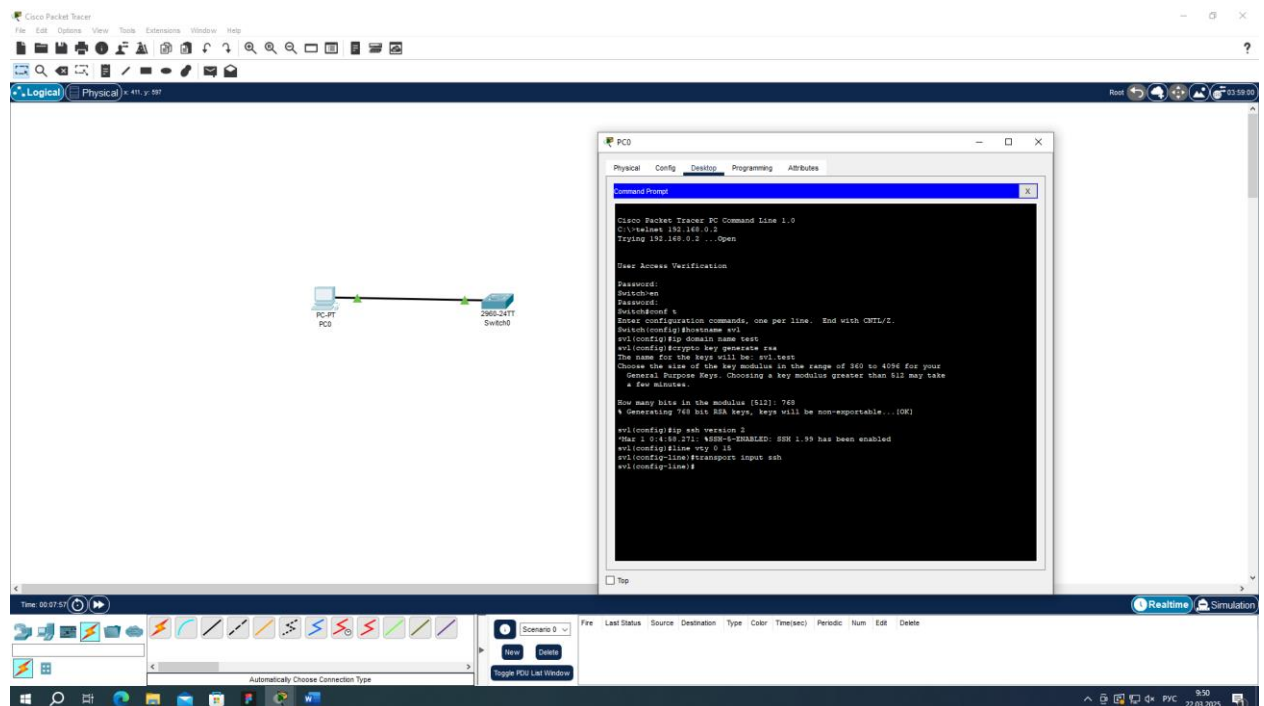 Cisco Packet Tracer
File Edit Options View Tools Extensions Window Help
?
Logical Physical x: 411, y: 597
Root 03:59:00
PC0
Physical Config Desktop Programming Attributes
Command Prompt X
Cisco Packet Tracer PC Command Line 1.0
C:\>telnet 192.168.0.2
Trying 192.168.0.2 ...Open
User Access Verification
Password:
Switch>en
Password:
Switch#conf t
Enter configuration commands, one per line. End with CNTL/Z.
Switch(config)#hostname sv1
sv1(config)#ip domain name test
sv1(config)#crypto key generate rsa
The name for the keys will be: sv1.test
Choose the size of the key modulus in the range of 360 to 4096 for your
General Purpose Keys. Choosing a key modulus greater than 512 may take
a few minutes.
How many bits in the modulus [512]: 768
% Generating 768 bit RSA keys, keys will be non-exportable...[OK]
sv1(config)#ip ssh version 2
*Mar 1 0:4:58.271: %SSH-5-ENABLED: SSH 1.99 has been enabled
sv1(config)#line vty 0 15
sv1(config-line)#transport input ssh
sv1(config-line)#
Top
PC-PT
PC0
2960-24TT
Switch0
Time: 00:07:57
Realtime Simulation
Scenario 0
New Delete
Toggle PDU List Window
Fire Last Status Source Destination Type Color Time(sec) Periodic Num Edit Delete
Automatically Choose Connection Type
РУС
9:50
22.03.2025